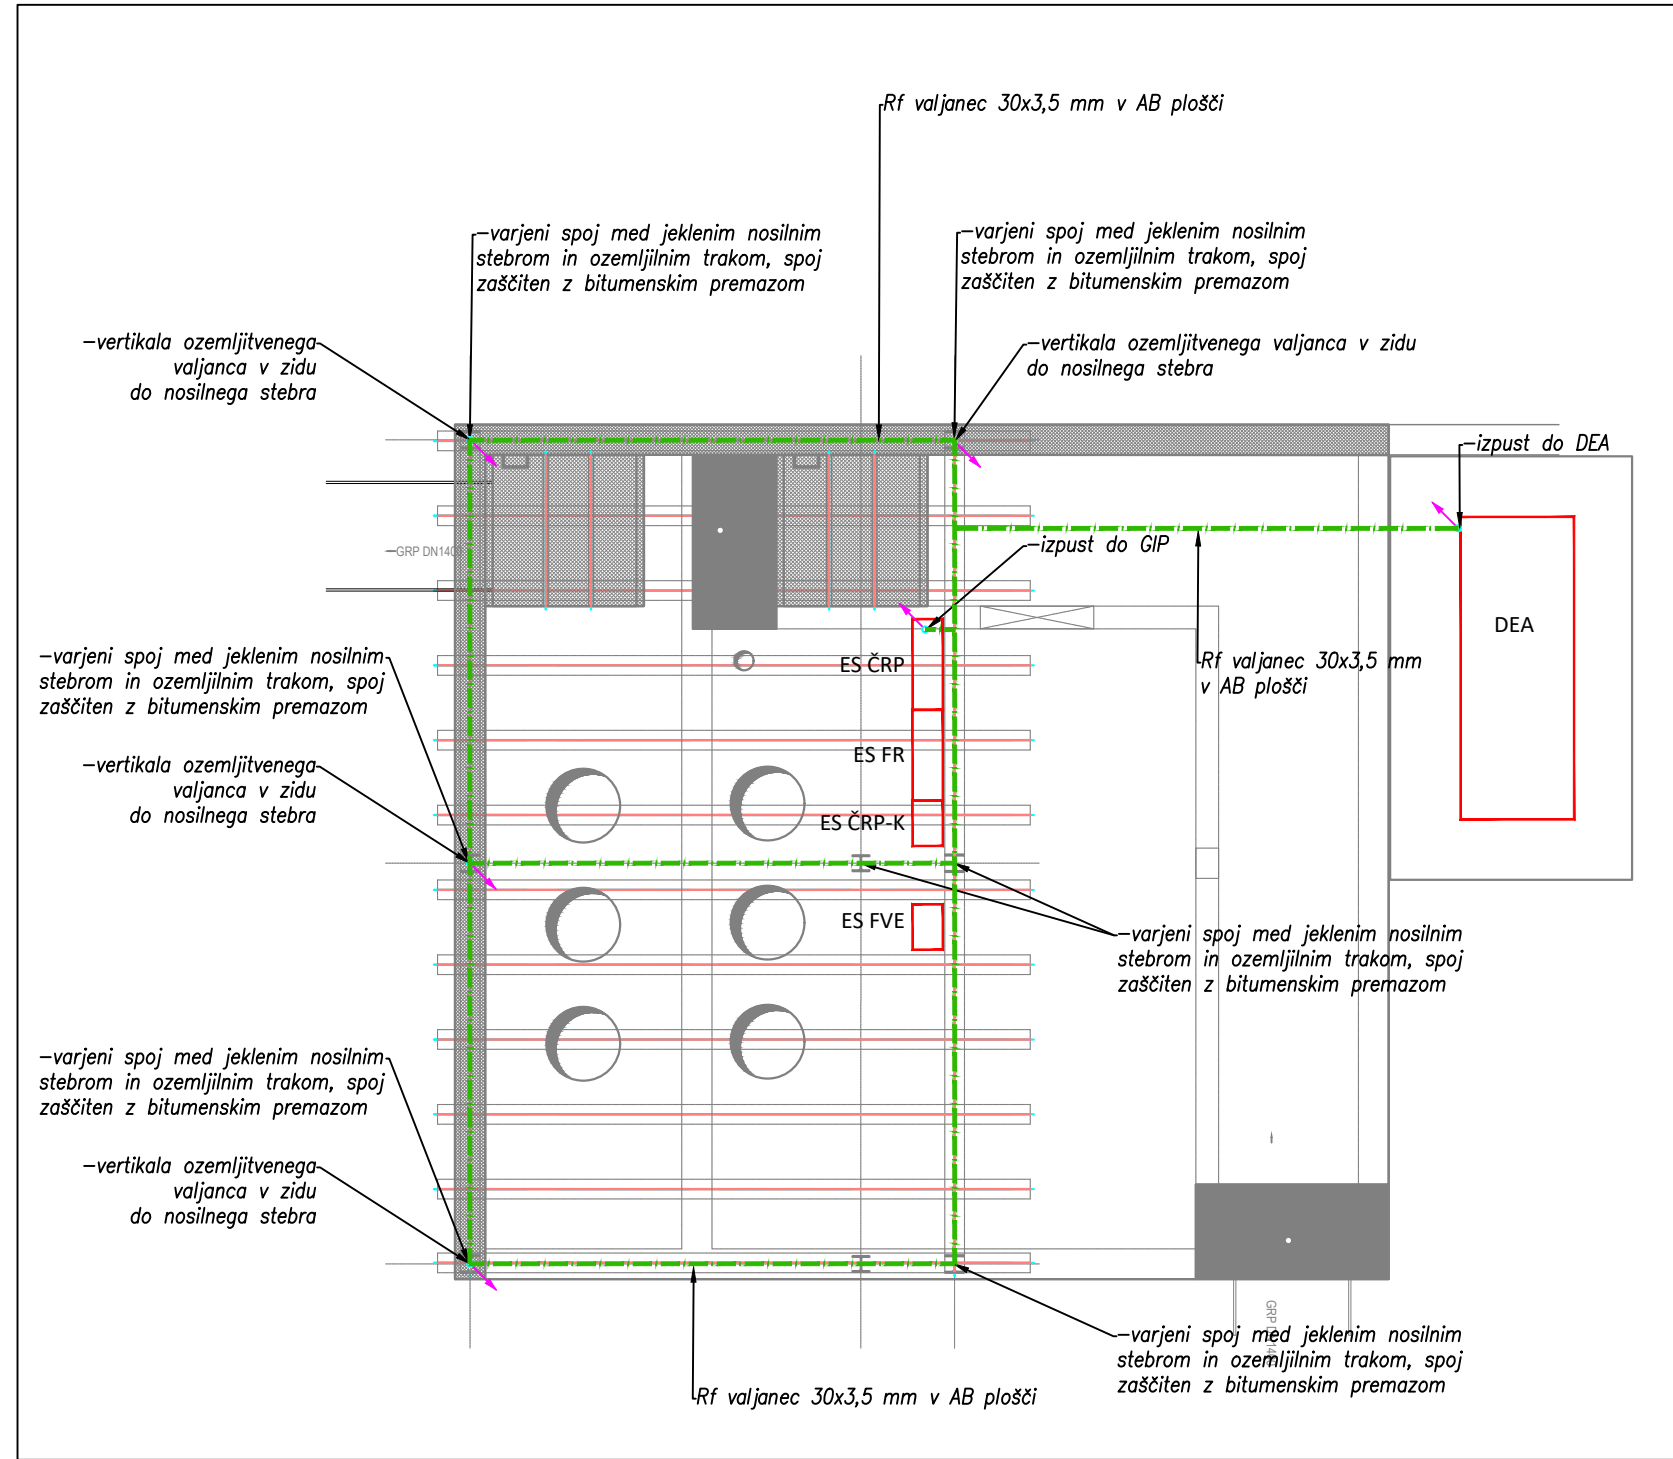 Rf valjanec 30x3,5 mm v AB plošči
-varjeni spoj med jeklenim nosilnim
stebrom in ozemljilnim trakom, spoj
zaščiten z bitumenskim premazom
-varjeni spoj med jeklenim nosilnim
stebrom in ozemljilnim trakom, spoj
zaščiten z bitumenskim premazom
-vertikala ozemljitvenega
valjanca v zidu
do nosilnega stebra
-vertikala ozemljitvenega valjanca v zidu
do nosilnega stebra
-izpust do DEA
GRP DN140
-izpust do GIP
DEA
ES ČRP
Rf valjanec 30x3,5 mm
v AB plošči
-varjeni spoj med jeklenim nosilnim
stebrom in ozemljilnim trakom, spoj
zaščiten z bitumenskim premazom
ES FR
-vertikala ozemljitvenega
valjanca v zidu
do nosilnega stebra
ES ČRP-K
ES FVE
-varjeni spoj med jeklenim nosilnim
stebrom in ozemljilnim trakom, spoj
zaščiten z bitumenskim premazom
-varjeni spoj med jeklenim nosilnim
stebrom in ozemljilnim trakom, spoj
zaščiten z bitumenskim premazom
-vertikala ozemljitvenega
valjanca v zidu
do nosilnega stebra
GRP
-varjeni spoj med jeklenim nosilnim
stebrom in ozemljilnim trakom, spoj
zaščiten z bitumenskim premazom
Rf valjanec 30x3,5 mm v AB plošči